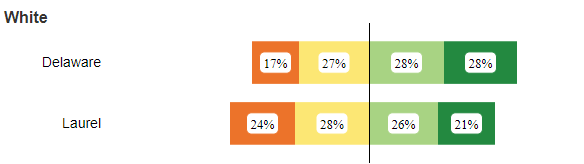 White
Delaware 17% 27% 28% 28%
Laurel 24% 28% 26% 21%